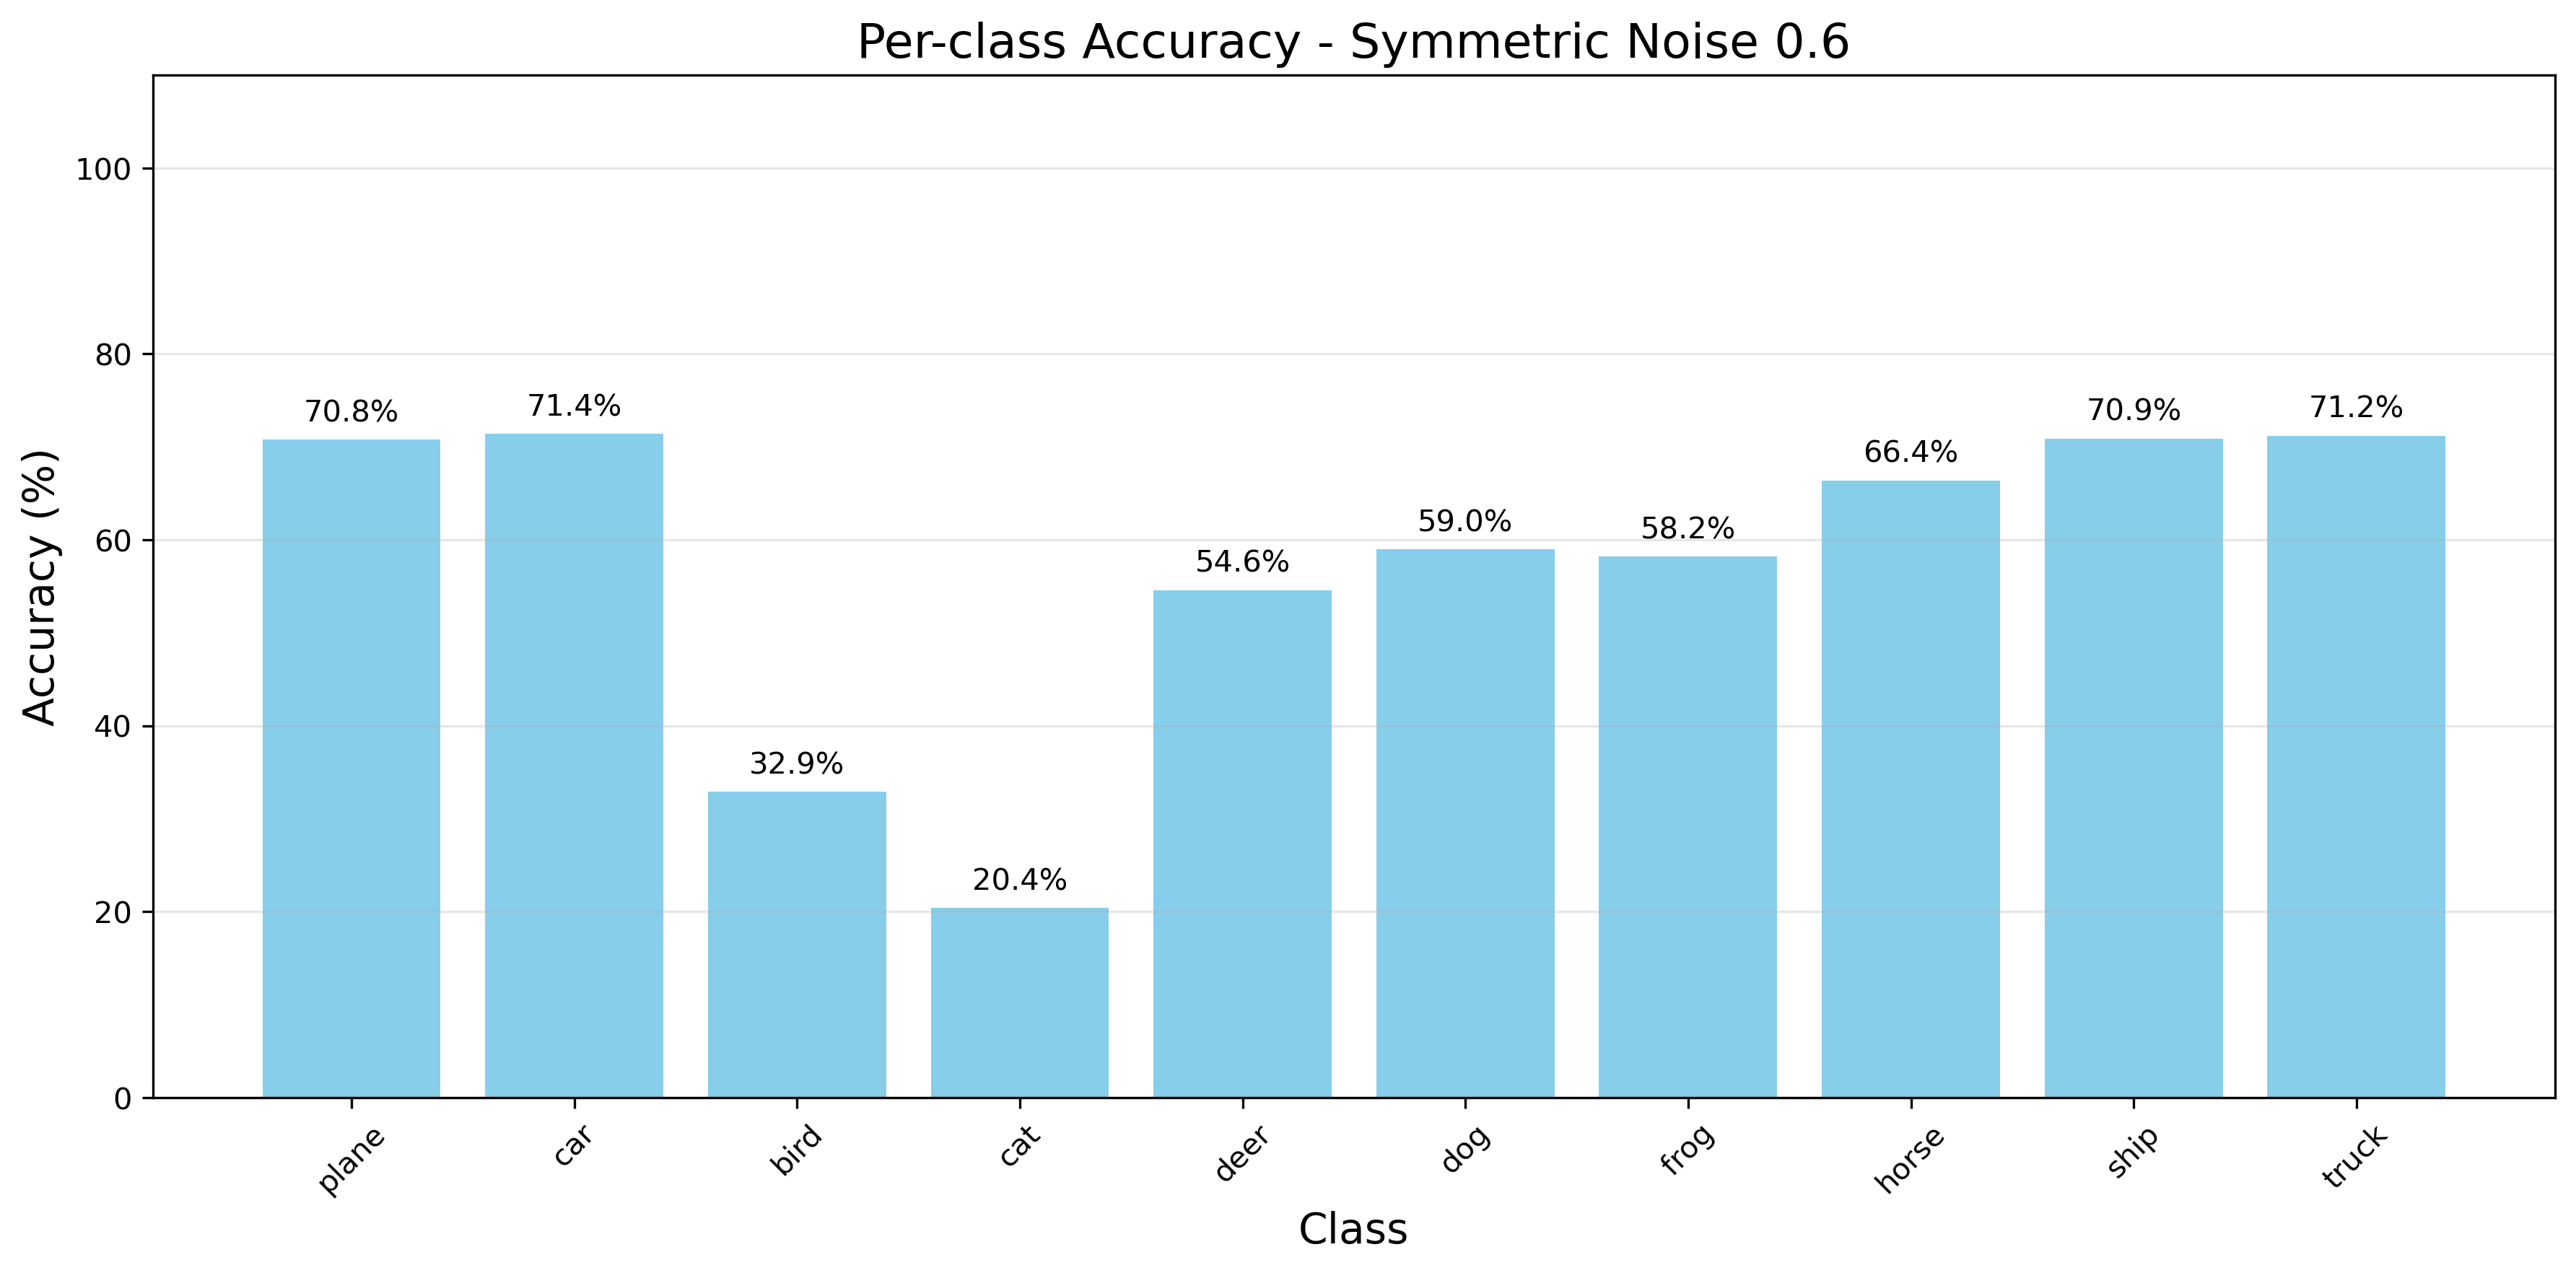 Per-class Accuracy - Symmetric Noise 0.6
Accuracy (%)
100
80
60
40
20
0
70.8%
71.4%
32.9%
20.4%
54.6%
59.0%
58.2%
66.4%
70.9%
71.2%
plane
car
bird
cat
deer
dog
frog
horse
ship
truck
Class